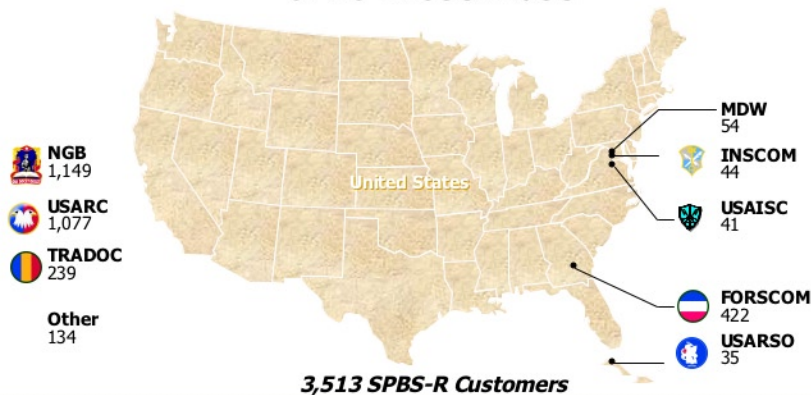 MDW
54
NGB
1,149
INSCOM
44
United States
USARC
1,077
USAISC
41
TRADOC
239
FORSCOM
422
Other
134
USARSO
35
3,513 SPBS-R Customers